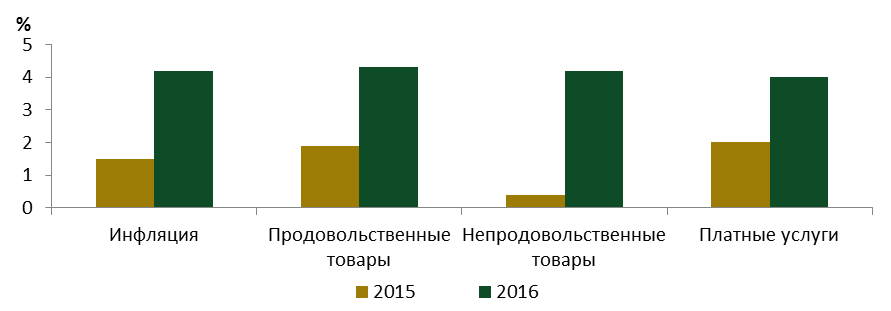 %
5
4
3
2
1
0
Инфляция
Продовольственные
товары
Непродовольственные
товары
Платные услуги
2015
2016